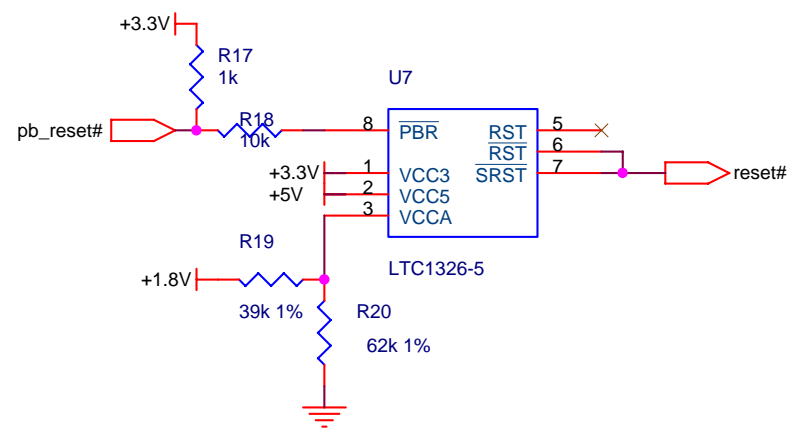 +3.3V
R17
1k
U7
pb_reset#
R18
10k
8 PBR RST 5
RST 6
+3.3V 1 VCC3 SRST 7 reset#
+5V 2 VCC5
3 VCCA
R19
LTC1326-5
+1.8V
39k 1% R20
62k 1%